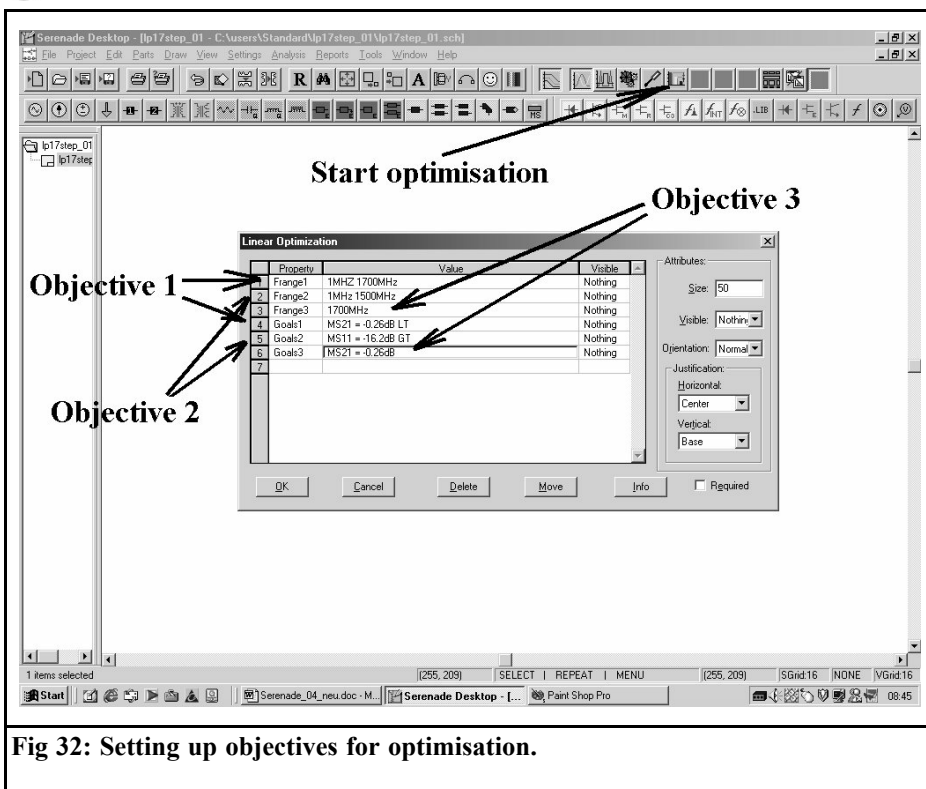 Serenade Desktop - [lp17step_01 - C:\users\Standard\lp17step_01\lp17step_01.sch]
File Project Edit Parts Draw View Settings Analysis Reports Tools Window Help
R A
MS LIB
lp17step_01
lp17step
Start optimisation
Objective 3
Linear Optimization
Property Value Visible
Attributes:
Objective 1
1 Frange1 1MHZ 1700MHz Nothing
2 Frange2 1MHz 1500MHz Nothing
3 Frange3 1700MHz Nothing
4 Goals1 MS21 = -0.26dB LT Nothing
5 Goals2 MS11 = -16.2dB GT Nothing
6 Goals3 MS21 = -0.26dB Nothing
7
Size: 50
Visible: Nothin
Orientation: Normal
Justification:
Horizontal:
Center
Vertical:
Base
Objective 2
OK Cancel Delete Move Info Required
1 items selected (255, 209) SELECT | REPEAT | MENU (255, 209) SGrid:16 NONE VGrid:16
Start Serenade_04_neu.doc - M... Serenade Desktop - [... Paint Shop Pro 08:45
Fig 32: Setting up objectives for optimisation.